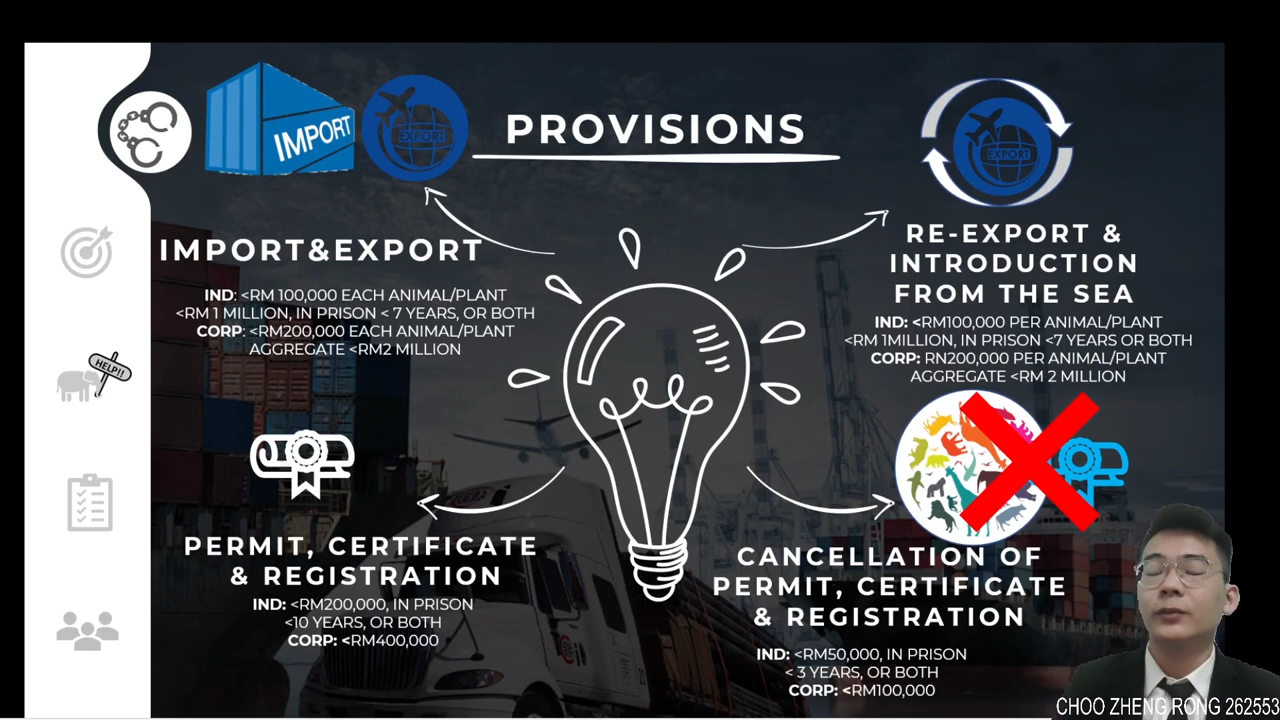 IMPORT
EXPORT
PROVISIONS
EXPORT
IMPORT&EXPORT
IND: <RM 100,000 EACH ANIMAL/PLANT
<RM 1 MILLION, IN PRISON < 7 YEARS, OR BOTH
CORP: <RM200,000 EACH ANIMAL/PLANT
AGGREGATE <RM2 MILLION
RE-EXPORT &
INTRODUCTION
FROM THE SEA
IND: <RM100,000 PER ANIMAL/PLANT
<RM 1MILLION, IN PRISON <7 YEARS OR BOTH
CORP: RN200,000 PER ANIMAL/PLANT
AGGREGATE <RM 2 MILLION
HELP!!
PERMIT, CERTIFICATE
& REGISTRATION
IND: <RM200,000, IN PRISON
<10 YEARS, OR BOTH
CORP: <RM400,000
CANCELLATION OF
PERMIT, CERTIFICATE
& REGISTRATION
IND: <RM50,000, IN PRISON
< 3 YEARS, OR BOTH
CORP: <RM100,000
CHOO ZHENG RONG 262553